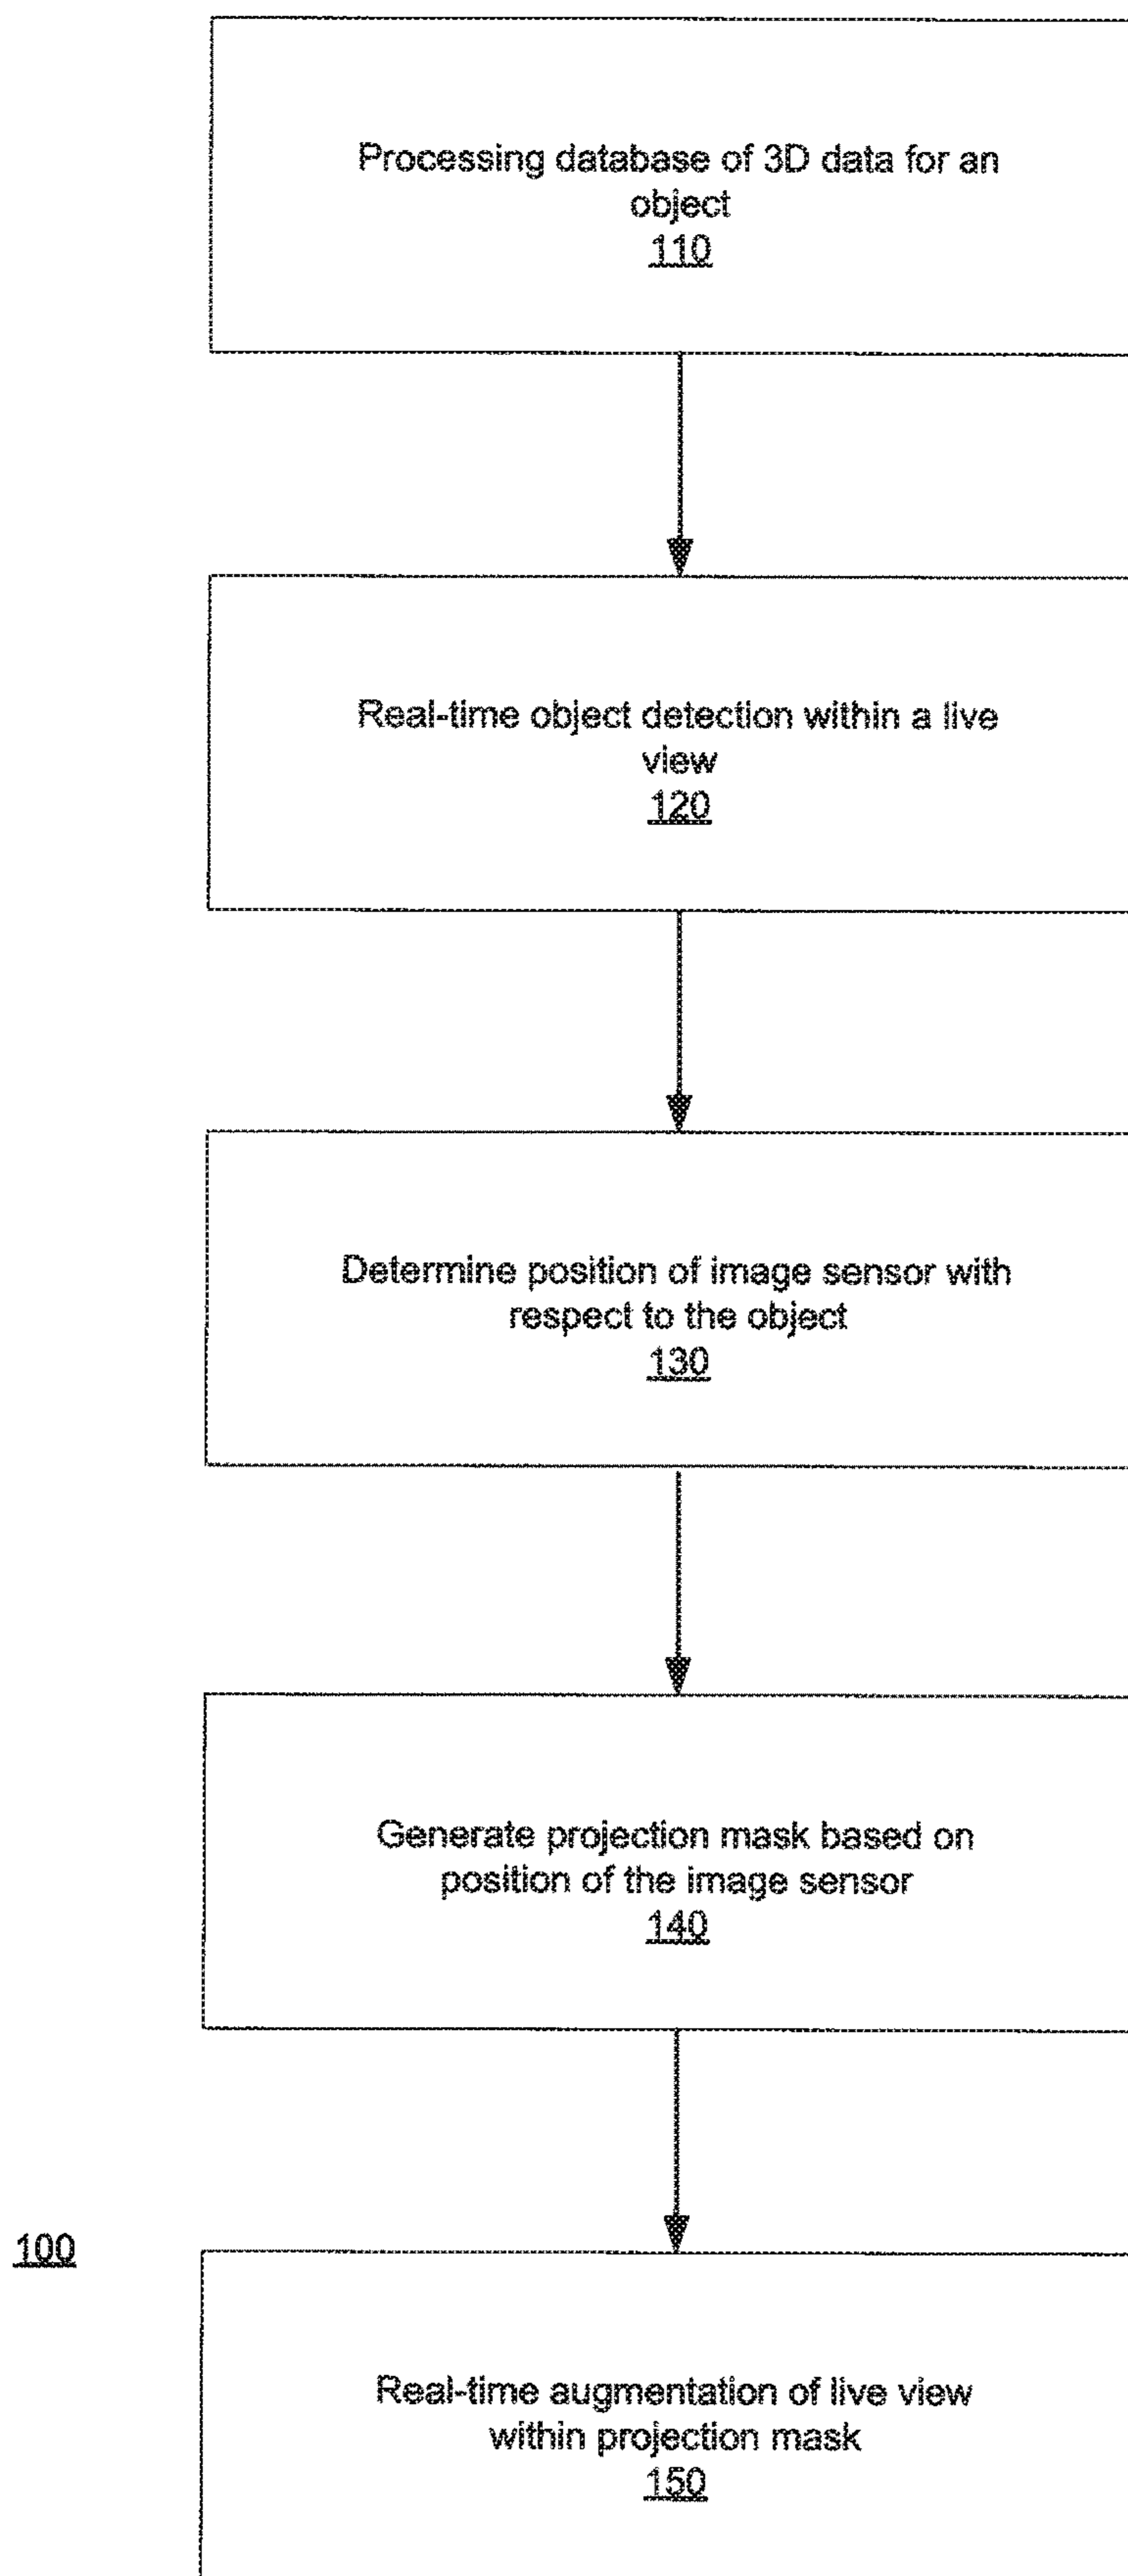 Processing database of 3D data for an
object
110
Real-time object detection within a live
view
120
Determine position of image sensor with
respect to the object
130
Generate projection mask based on
position of the image sensor
140
100
Real-time augmentation of live view
within projection mask
150